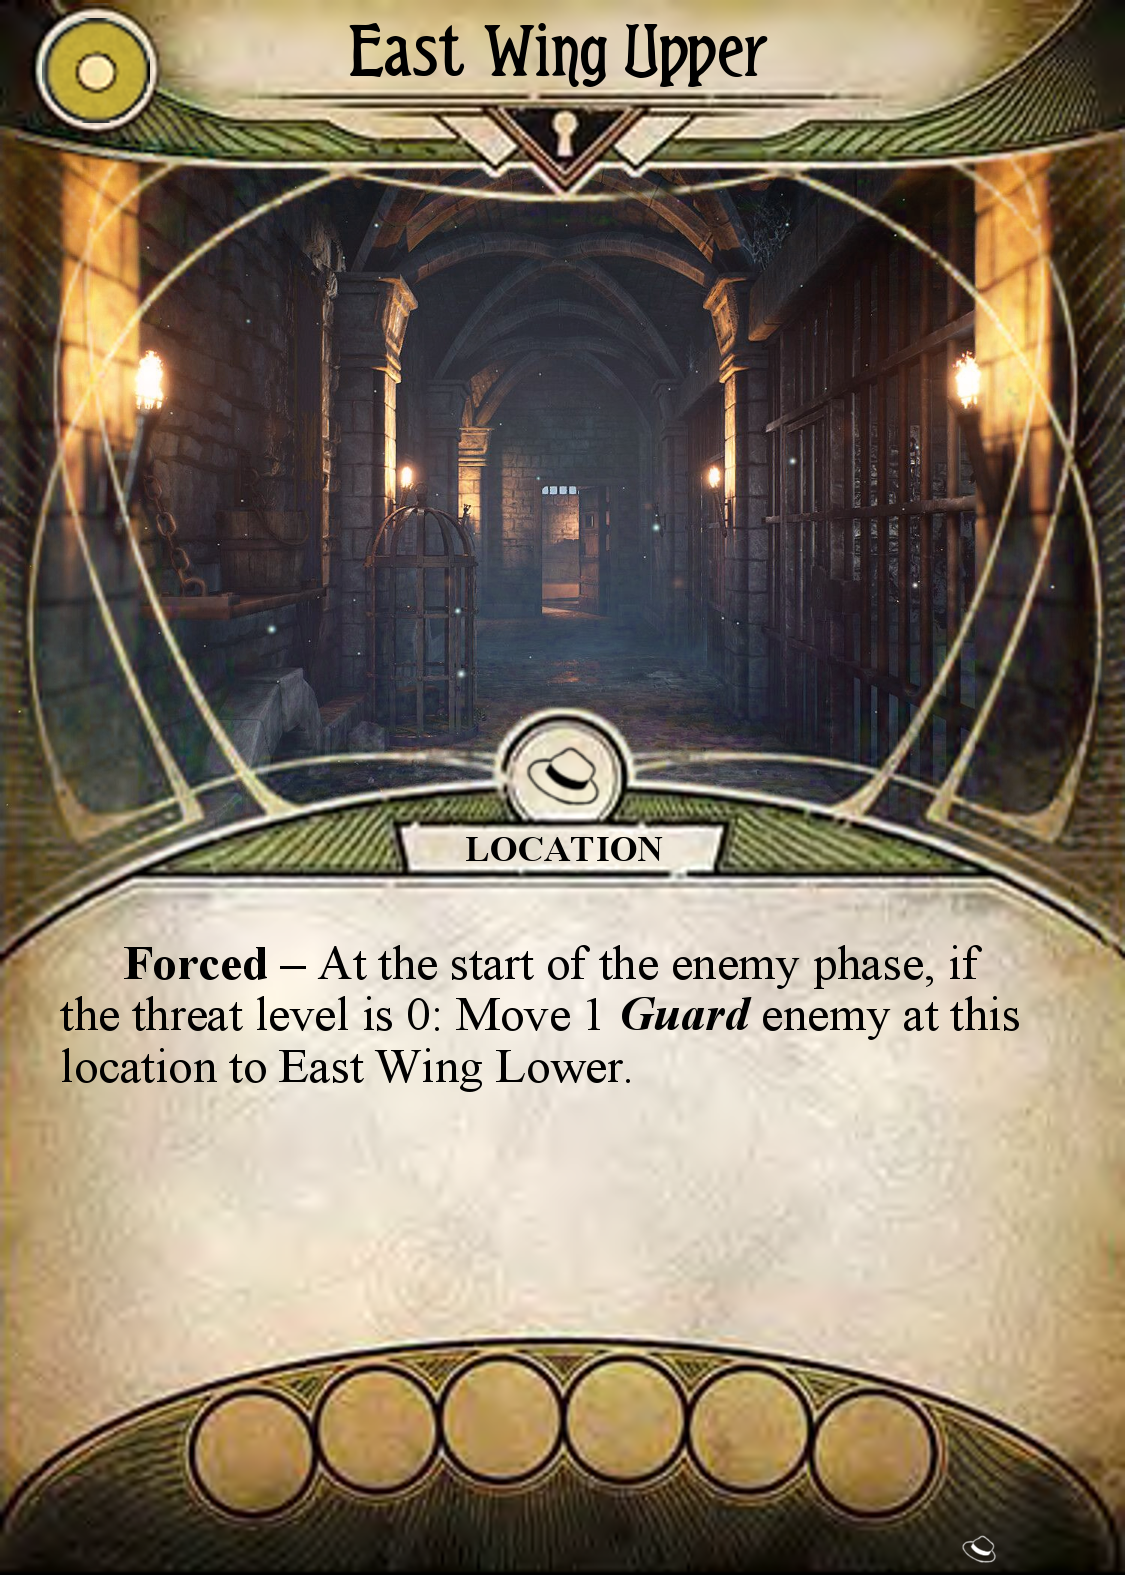 East Wing Upper
LOCATION
Forced – At the start of the enemy phase, if
the threat level is 0: Move 1 Guard enemy at this
location to East Wing Lower.